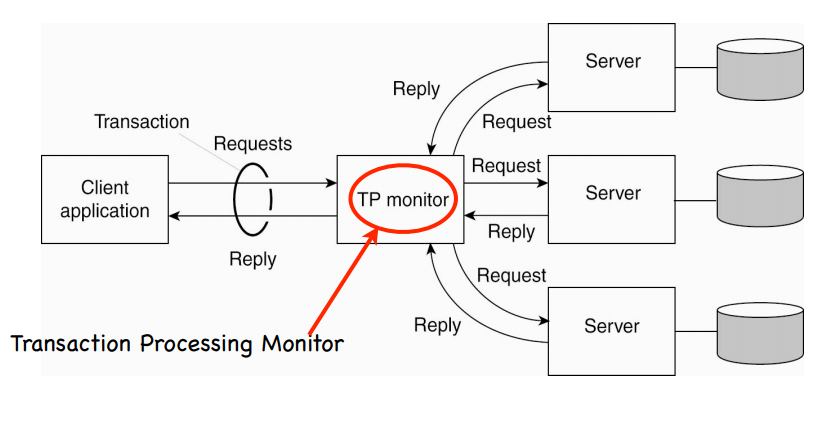 Server
Reply
Transaction
Request
Requests
Request
Client
application
TP monitor
Server
Reply
Reply
Request
Reply
Server
Transaction Processing Monitor